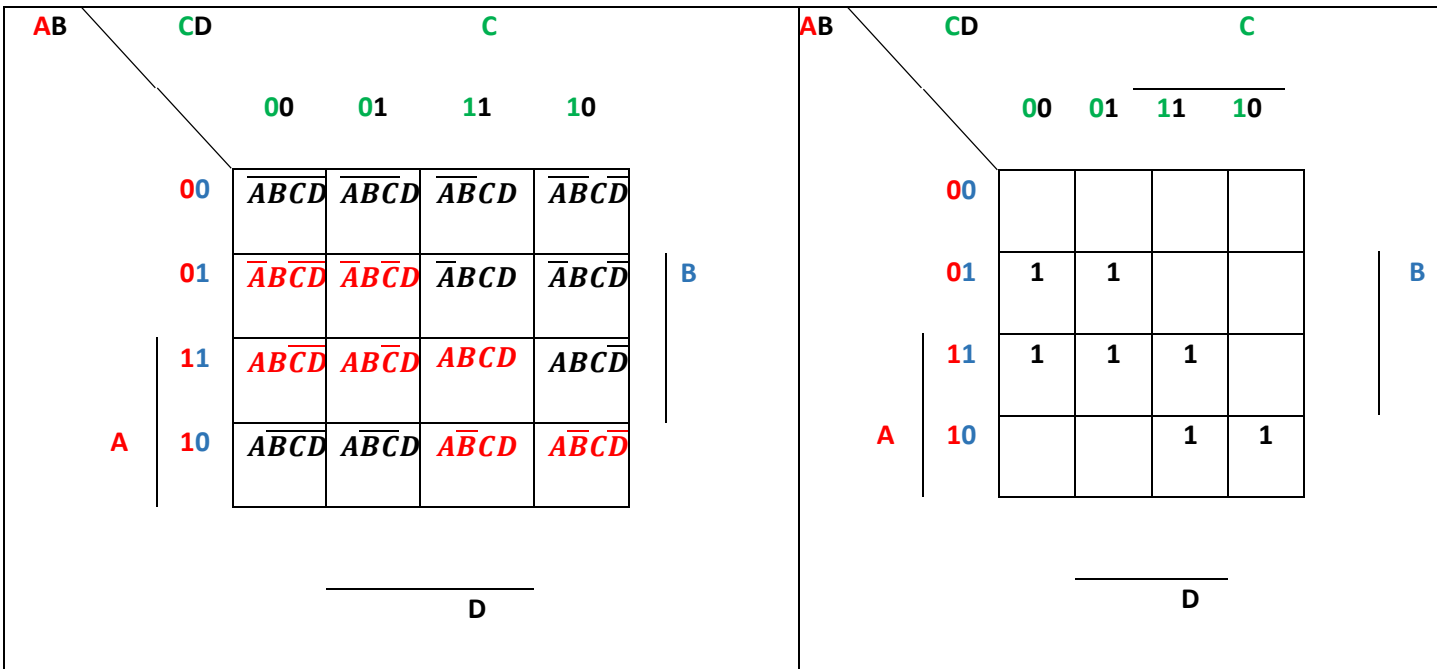 AB CD C
00 01 11 10
00 A̅B̅C̅D̅ A̅B̅C̅D A̅B̅CD A̅B̅CD̅
01 A̅BC̅D̅ A̅BC̅D A̅BCD A̅BCD̅ B
11 ABC̅D̅ ABC̅D ABCD ABCD̅
A 10 AB̅C̅D̅ AB̅C̅D AB̅CD AB̅CD̅
D
AB CD C
00 01 11 10
00
01 1 1 B
11 1 1 1
A 10 1 1
D